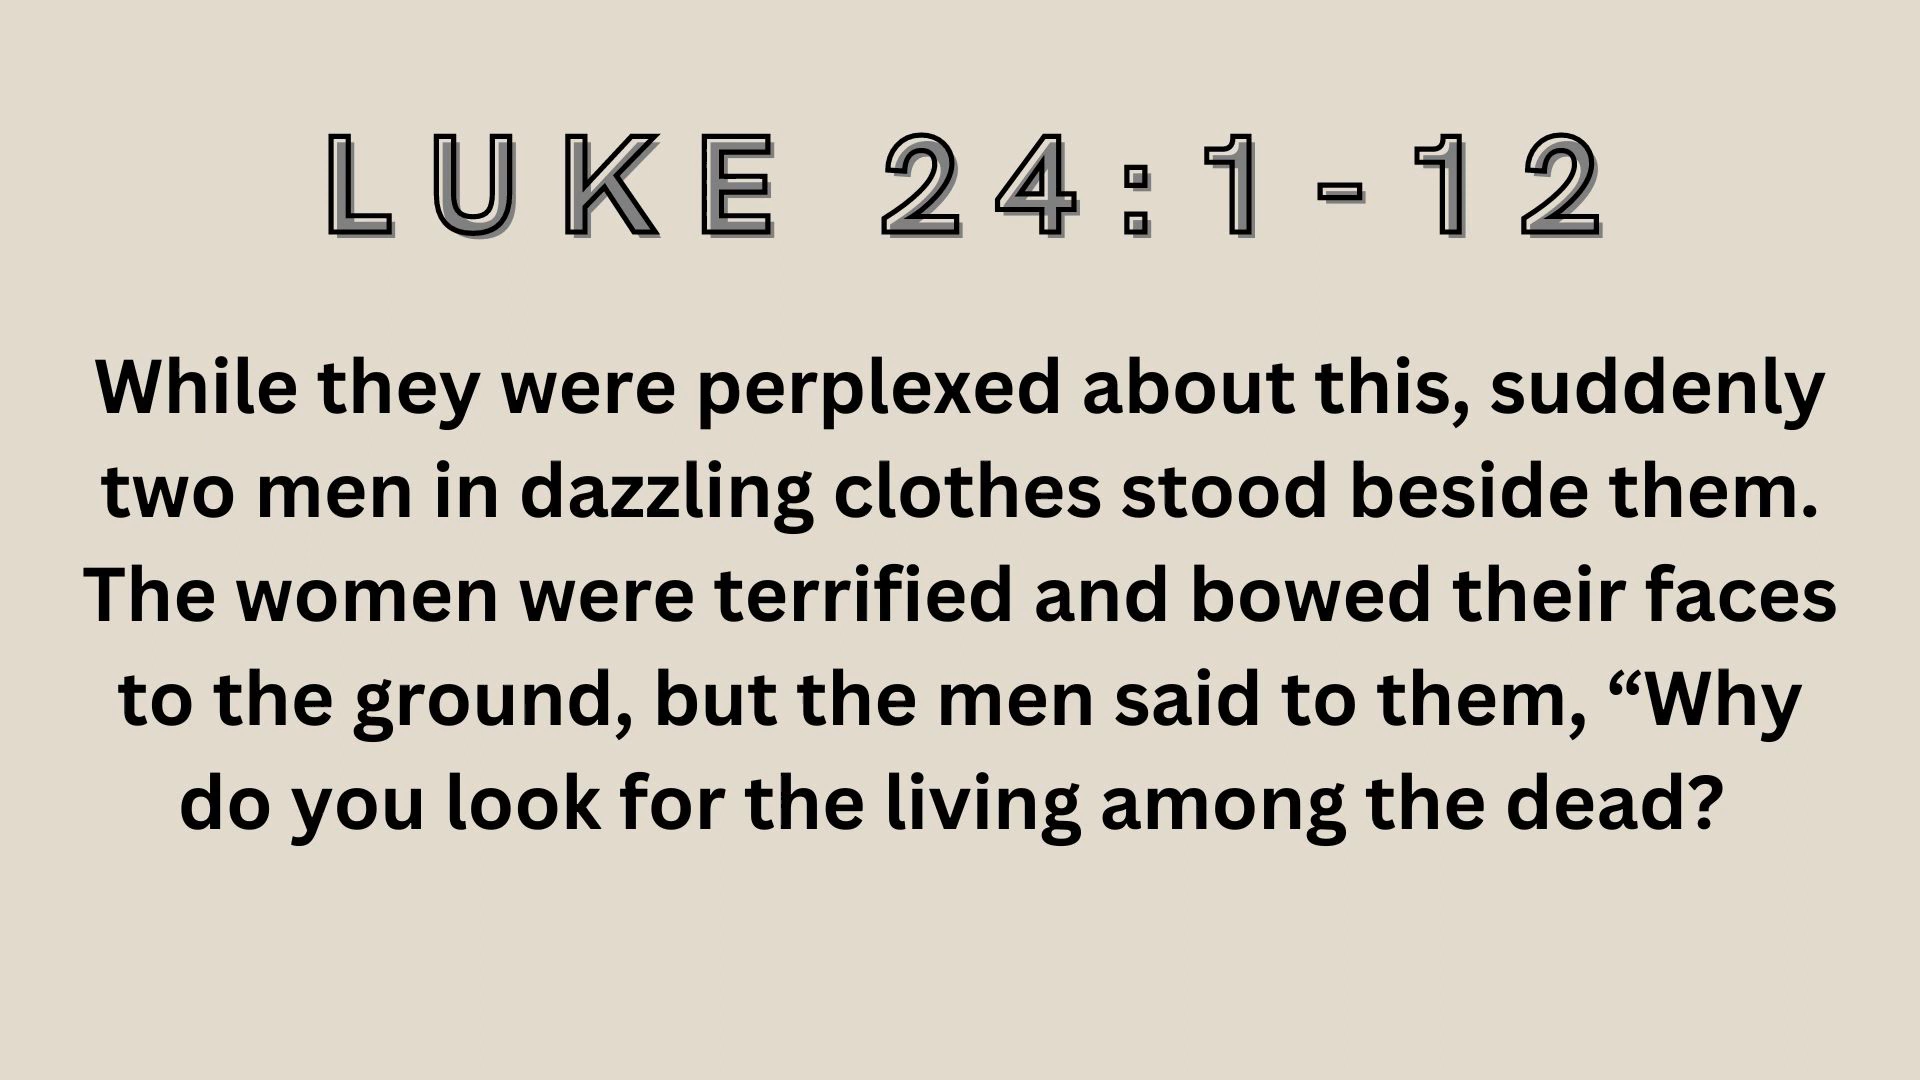 LUKE 24:1-12
While they were perplexed about this, suddenly
two men in dazzling clothes stood beside them.
The women were terrified and bowed their faces
to the ground, but the men said to them, “Why
do you look for the living among the dead?